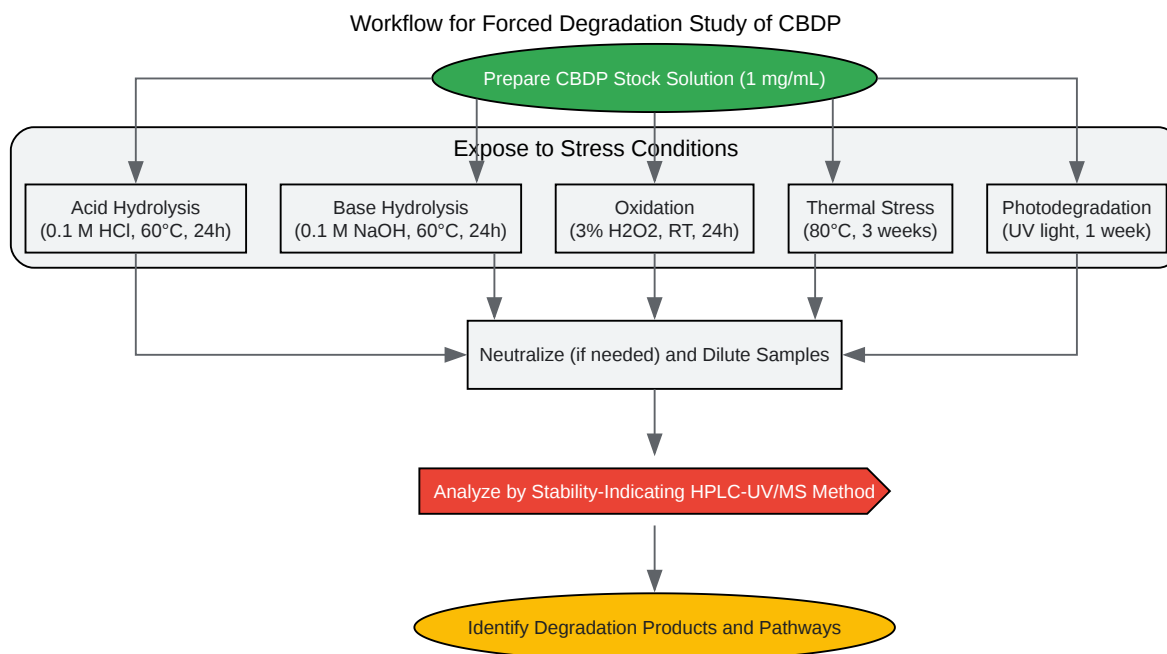 Workflow for Forced Degradation Study of CBDP
Prepare CBDP Stock Solution (1 mg/mL)
Expose to Stress Conditions
Acid Hydrolysis
(0.1 M HCl, 60°C, 24h)
Base Hydrolysis
(0.1 M NaOH, 60°C, 24h)
Oxidation
(3% H2O2, RT, 24h)
Thermal Stress
(80°C, 3 weeks)
Photodegradation
(UV light, 1 week)
Neutralize (if needed) and Dilute Samples
Analyze by Stability-Indicating HPLC-UV/MS Method
Identify Degradation Products and Pathways